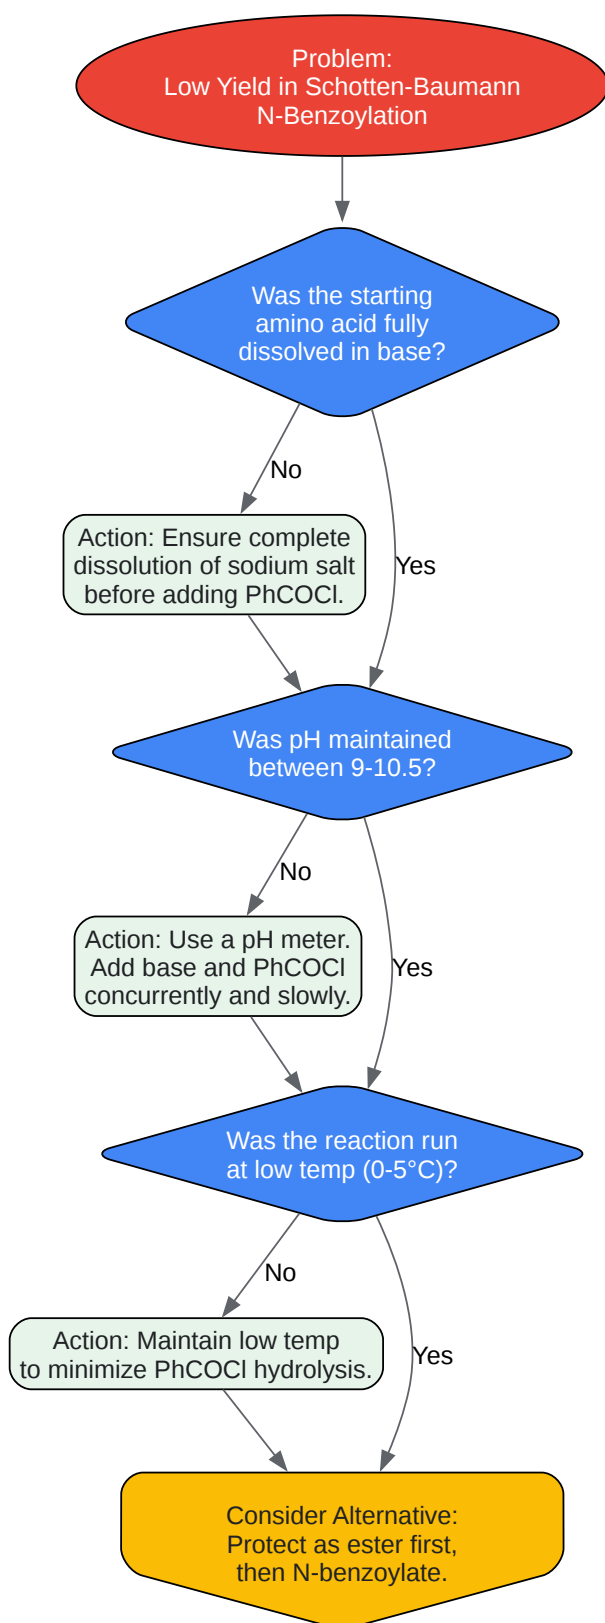 Problem:
Low Yield in Schotten-Baumann
N-Benzoylation
Was the starting
amino acid fully
dissolved in base?
No
Action: Ensure complete
dissolution of sodium salt
before adding PhCOCl.
Yes
Was pH maintained
between 9-10.5?
No
Action: Use a pH meter.
Add base and PhCOCl
concurrently and slowly.
Yes
Was the reaction run
at low temp (0-5°C)?
No
Action: Maintain low temp
to minimize PhCOCl hydrolysis.
Yes
Consider Alternative:
Protect as ester first,
then N-benzoylate.